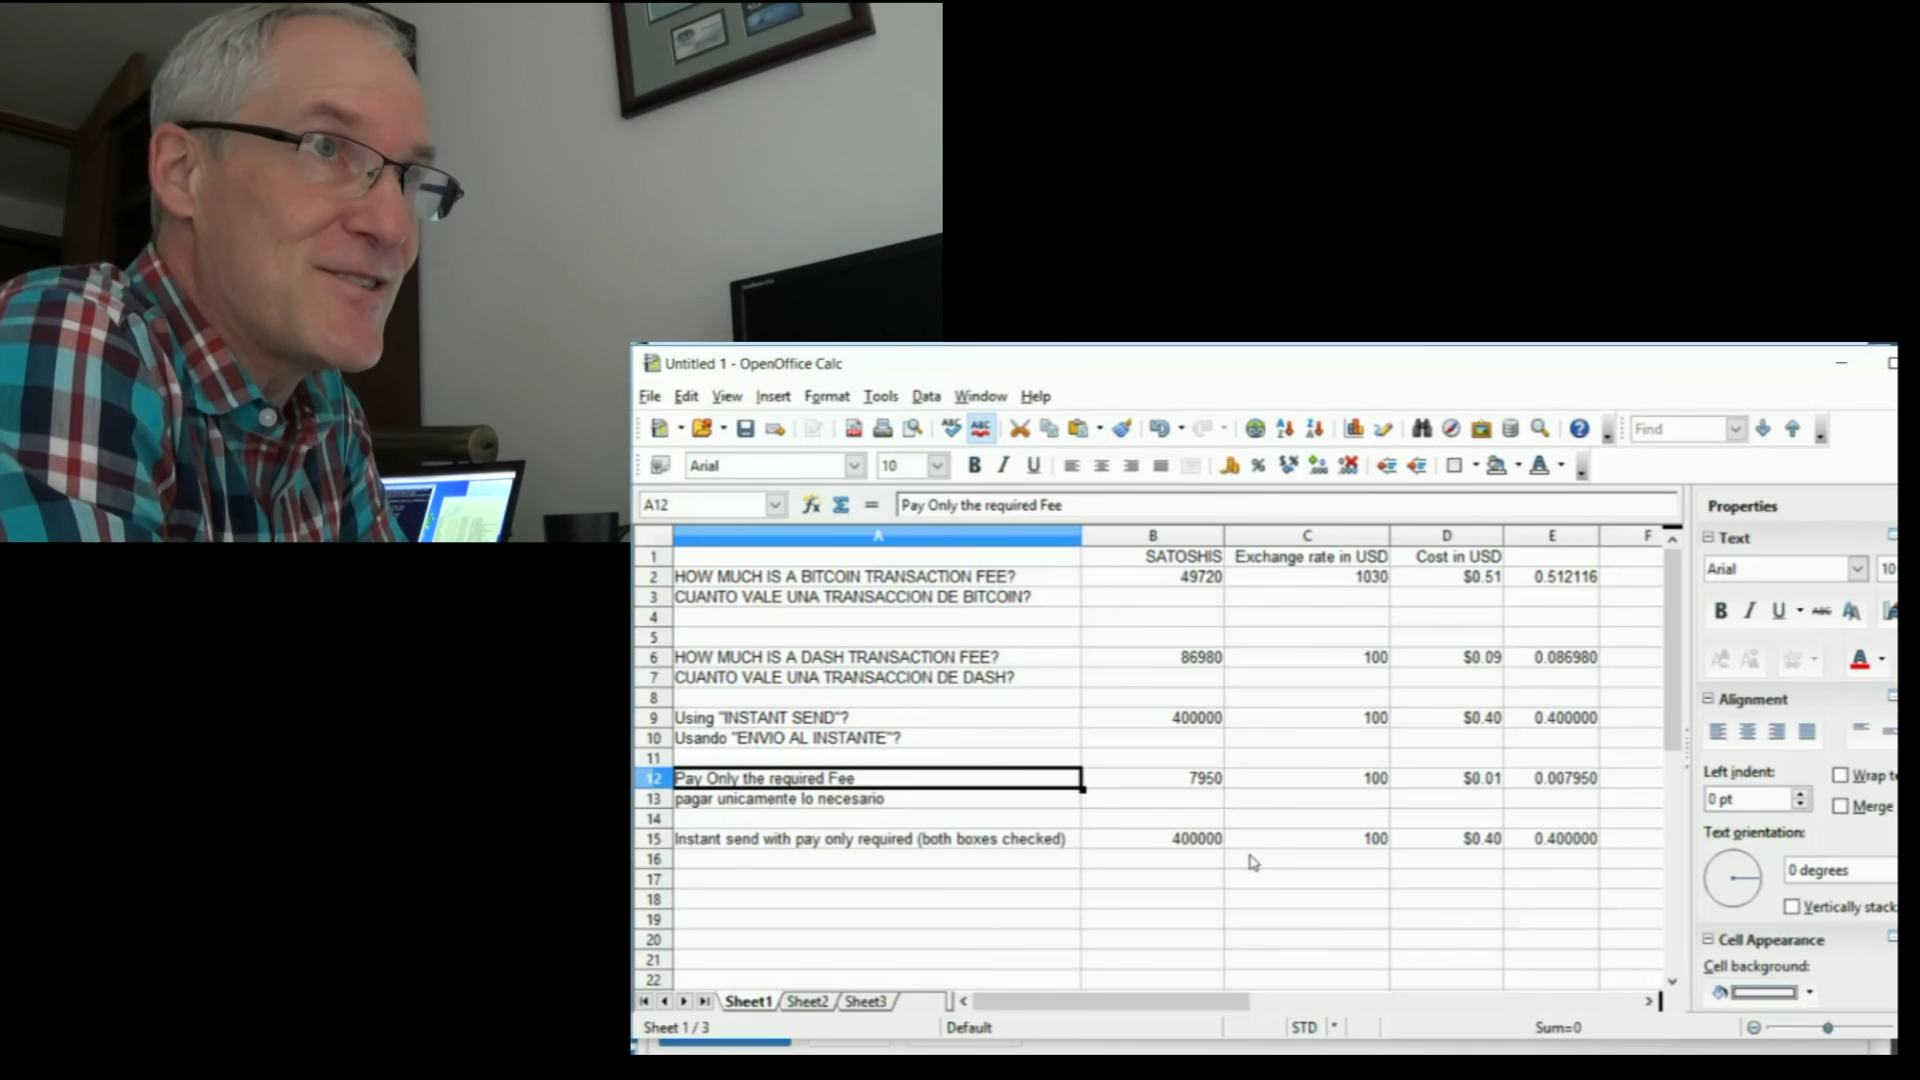 Untitled 1 - OpenOffice Calc
File Edit View Insert Format Tools Data Window Help
Find
Arial 10
A12 Pay Only the required Fee
A B C D E F
1 SATOSHIS Exchange rate in USD Cost in USD
2 HOW MUCH IS A BITCOIN TRANSACTION FEE? 49720 1030 $0.51 0.512116
3 CUANTO VALE UNA TRANSACCION DE BITCOIN?
4
5
6 HOW MUCH IS A DASH TRANSACTION FEE? 86980 100 $0.09 0.086980
7 CUANTO VALE UNA TRANSACCION DE DASH?
8
9 Using "INSTANT SEND"? 400000 100 $0.40 0.400000
10 Usando "ENVIO AL INSTANTE"?
11
12 Pay Only the required Fee 7950 100 $0.01 0.007950
13 pagar unicamente lo necesario
14
15 Instant send with pay only required (both boxes checked) 400000 100 $0.40 0.400000
16
17
18
19
20
21
22
Sheet1 Sheet2 Sheet3
Sheet 1 / 3 Default STD * Sum=0
Properties
Text
Arial 10
Alignment
Left indent: Wrap te
0 pt Merge
Text orientation:
0 degrees
Vertically stack
Cell Appearance
Cell background: